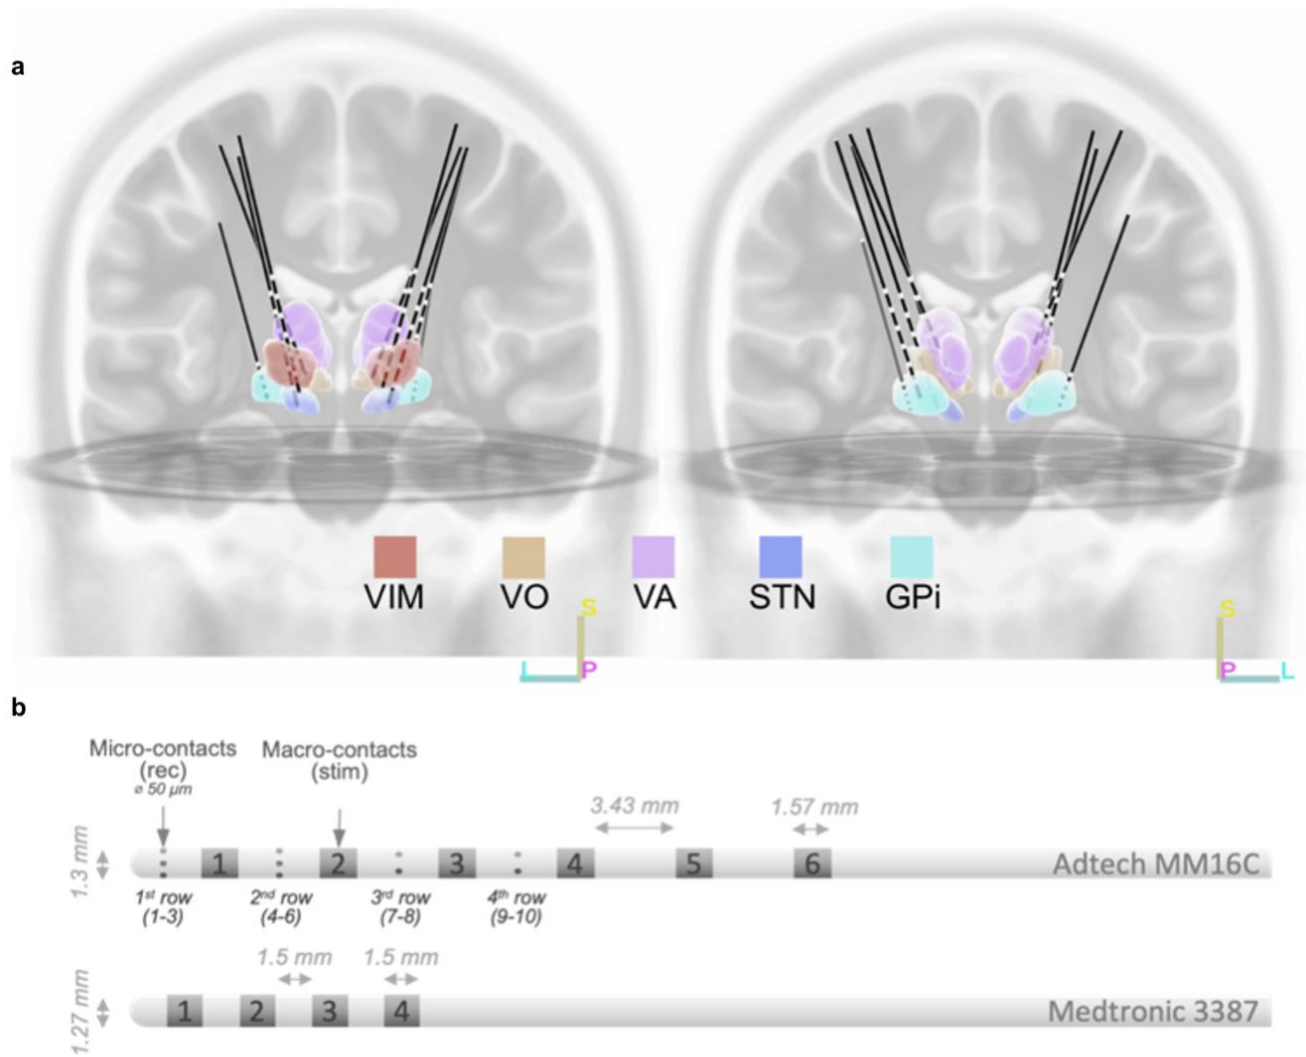 a
VIM VO VA STN GPi
S S
L P P L
b
Micro-contacts
(rec)
ø 50 µm
Macro-contacts
(stim)
3.43 mm 1.57 mm
1.3 mm
1 2 3 4 5 6 Adtech MM16C
1st row
(1-3)
2nd row
(4-6)
3rd row
(7-8)
4th row
(9-10)
1.5 mm 1.5 mm
1.27 mm
1 2 3 4 Medtronic 3387